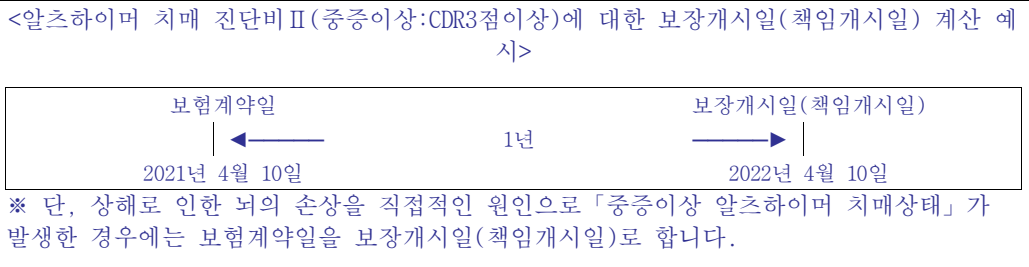 <알츠하이머 치매 진단비Ⅱ(중증이상:CDR3점이상)에 대한 보장개시일(책임개시일) 계산 예
시>
보험계약일 보장개시일(책임개시일)
1년
2021년 4월 10일 2022년 4월 10일
※ 단, 상해로 인한 뇌의 손상을 직접적인 원인으로「중증이상 알츠하이머 치매상태」가
발생한 경우에는 보험계약일을 보장개시일(책임개시일)로 합니다.